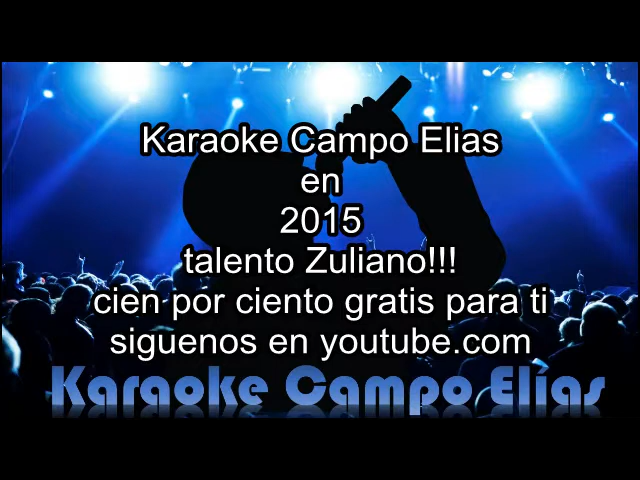 Karaoke Campo Elias
en
2015
talento Zuliano!!!
cien por ciento gratis para ti
siguenos en youtube.com
Karaoke Campo Elías